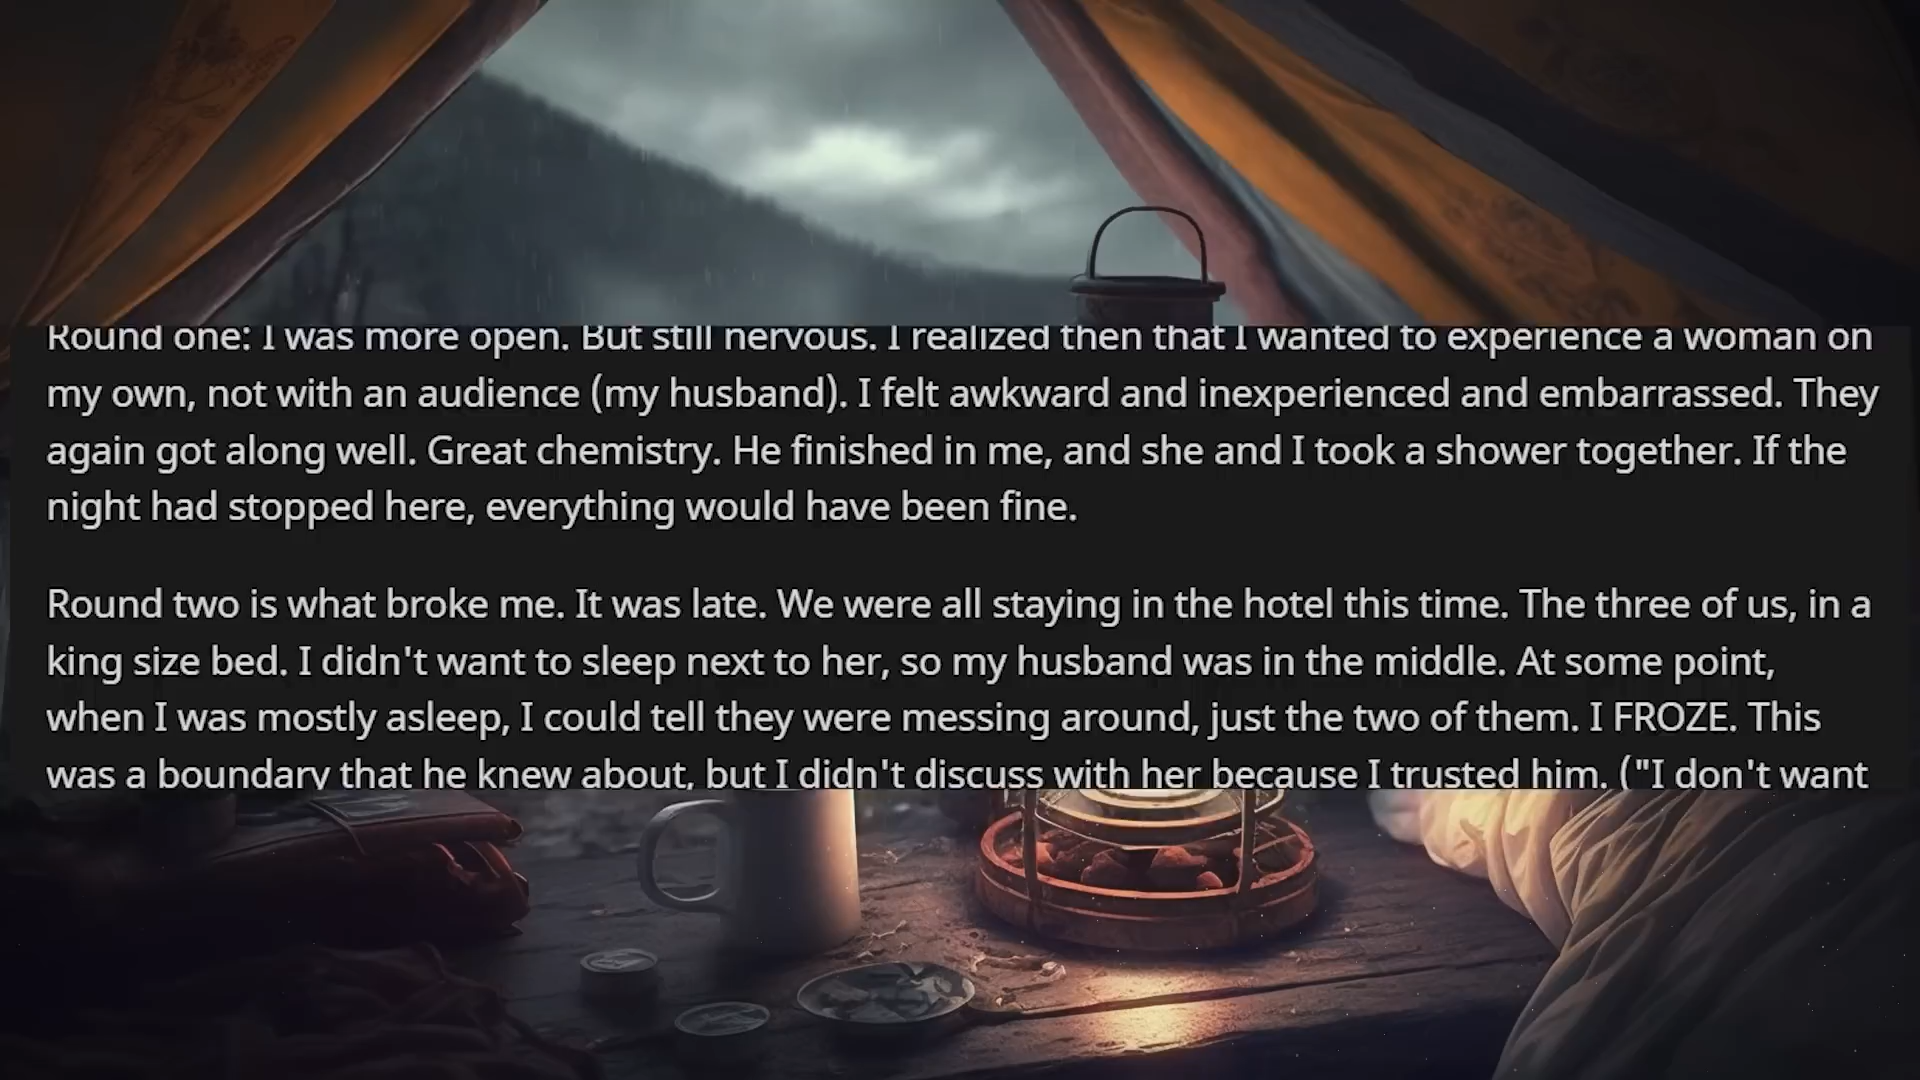 Round one: I was more open. But still nervous. I realized then that I wanted to experience a woman on
my own, not with an audience (my husband). I felt awkward and inexperienced and embarrassed. They
again got along well. Great chemistry. He finished in me, and she and I took a shower together. If the
night had stopped here, everything would have been fine.
Round two is what broke me. It was late. We were all staying in the hotel this time. The three of us, in a
king size bed. I didn't want to sleep next to her, so my husband was in the middle. At some point,
when I was mostly asleep, I could tell they were messing around, just the two of them. I FROZE. This
was a boundary that he knew about, but I didn't discuss with her because I trusted him. ("I don't want